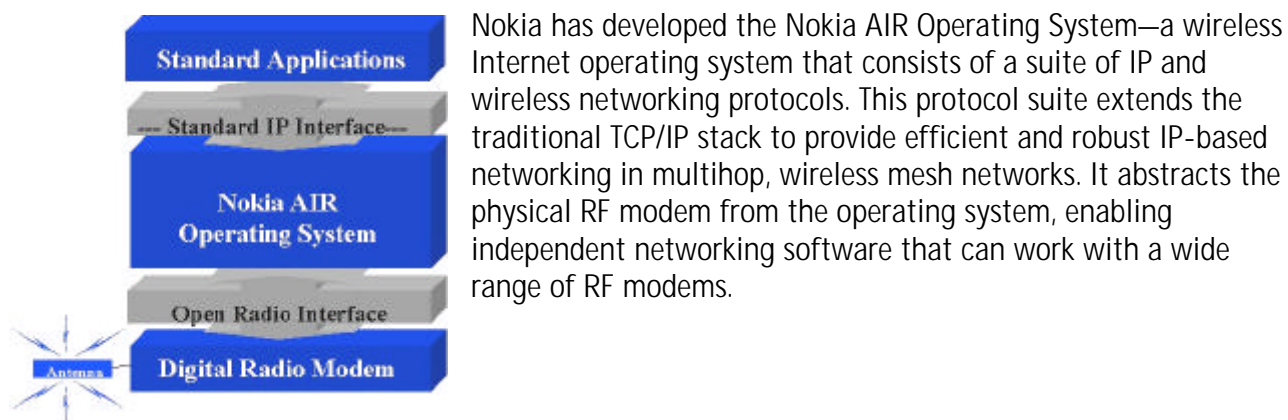 Standard Applications
--- Standard IP Interface---
Nokia AIR
Operating System
Open Radio Interface
Antenna
Digital Radio Modem
Nokia has developed the Nokia AIR Operating System—a wireless
Internet operating system that consists of a suite of IP and
wireless networking protocols. This protocol suite extends the
traditional TCP/IP stack to provide efficient and robust IP-based
networking in multihop, wireless mesh networks. It abstracts the
physical RF modem from the operating system, enabling
independent networking software that can work with a wide
range of RF modems.